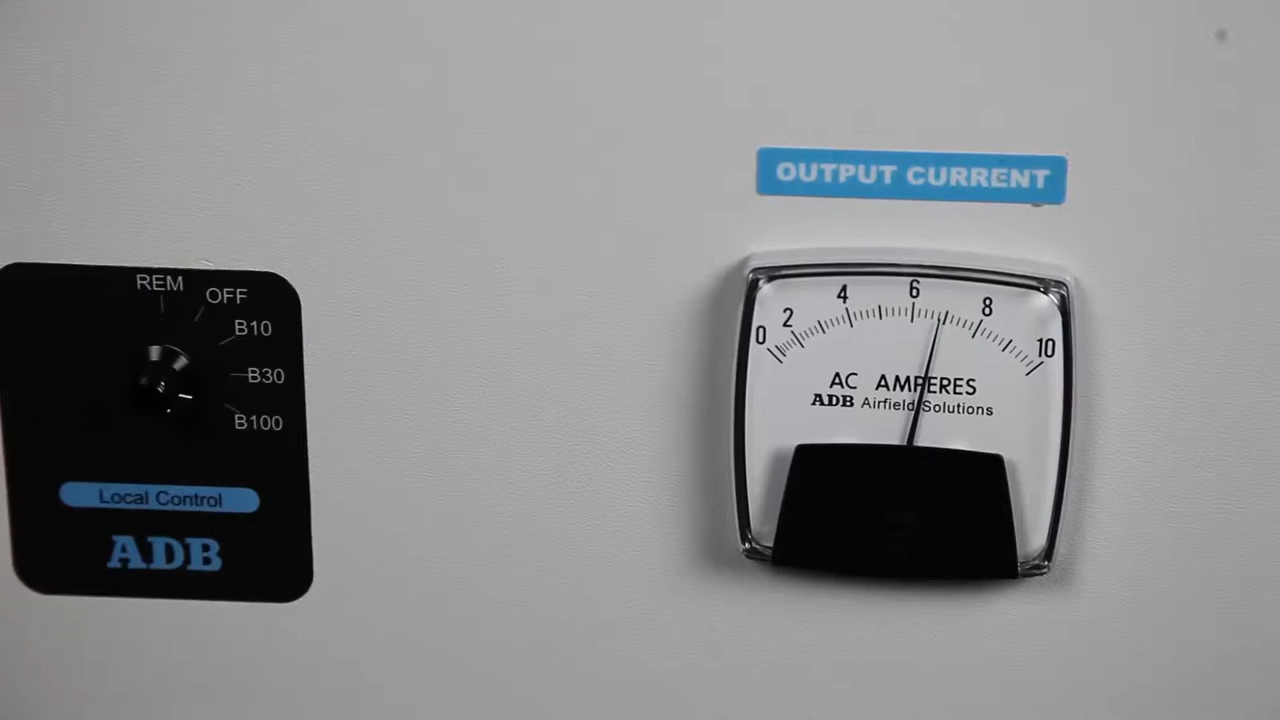 OUTPUT CURRENT
REM
OFF
B10
B30
B100
Local Control
ADB
0 2 4 6 8 10
AC AMPERES
ADB Airfield Solutions